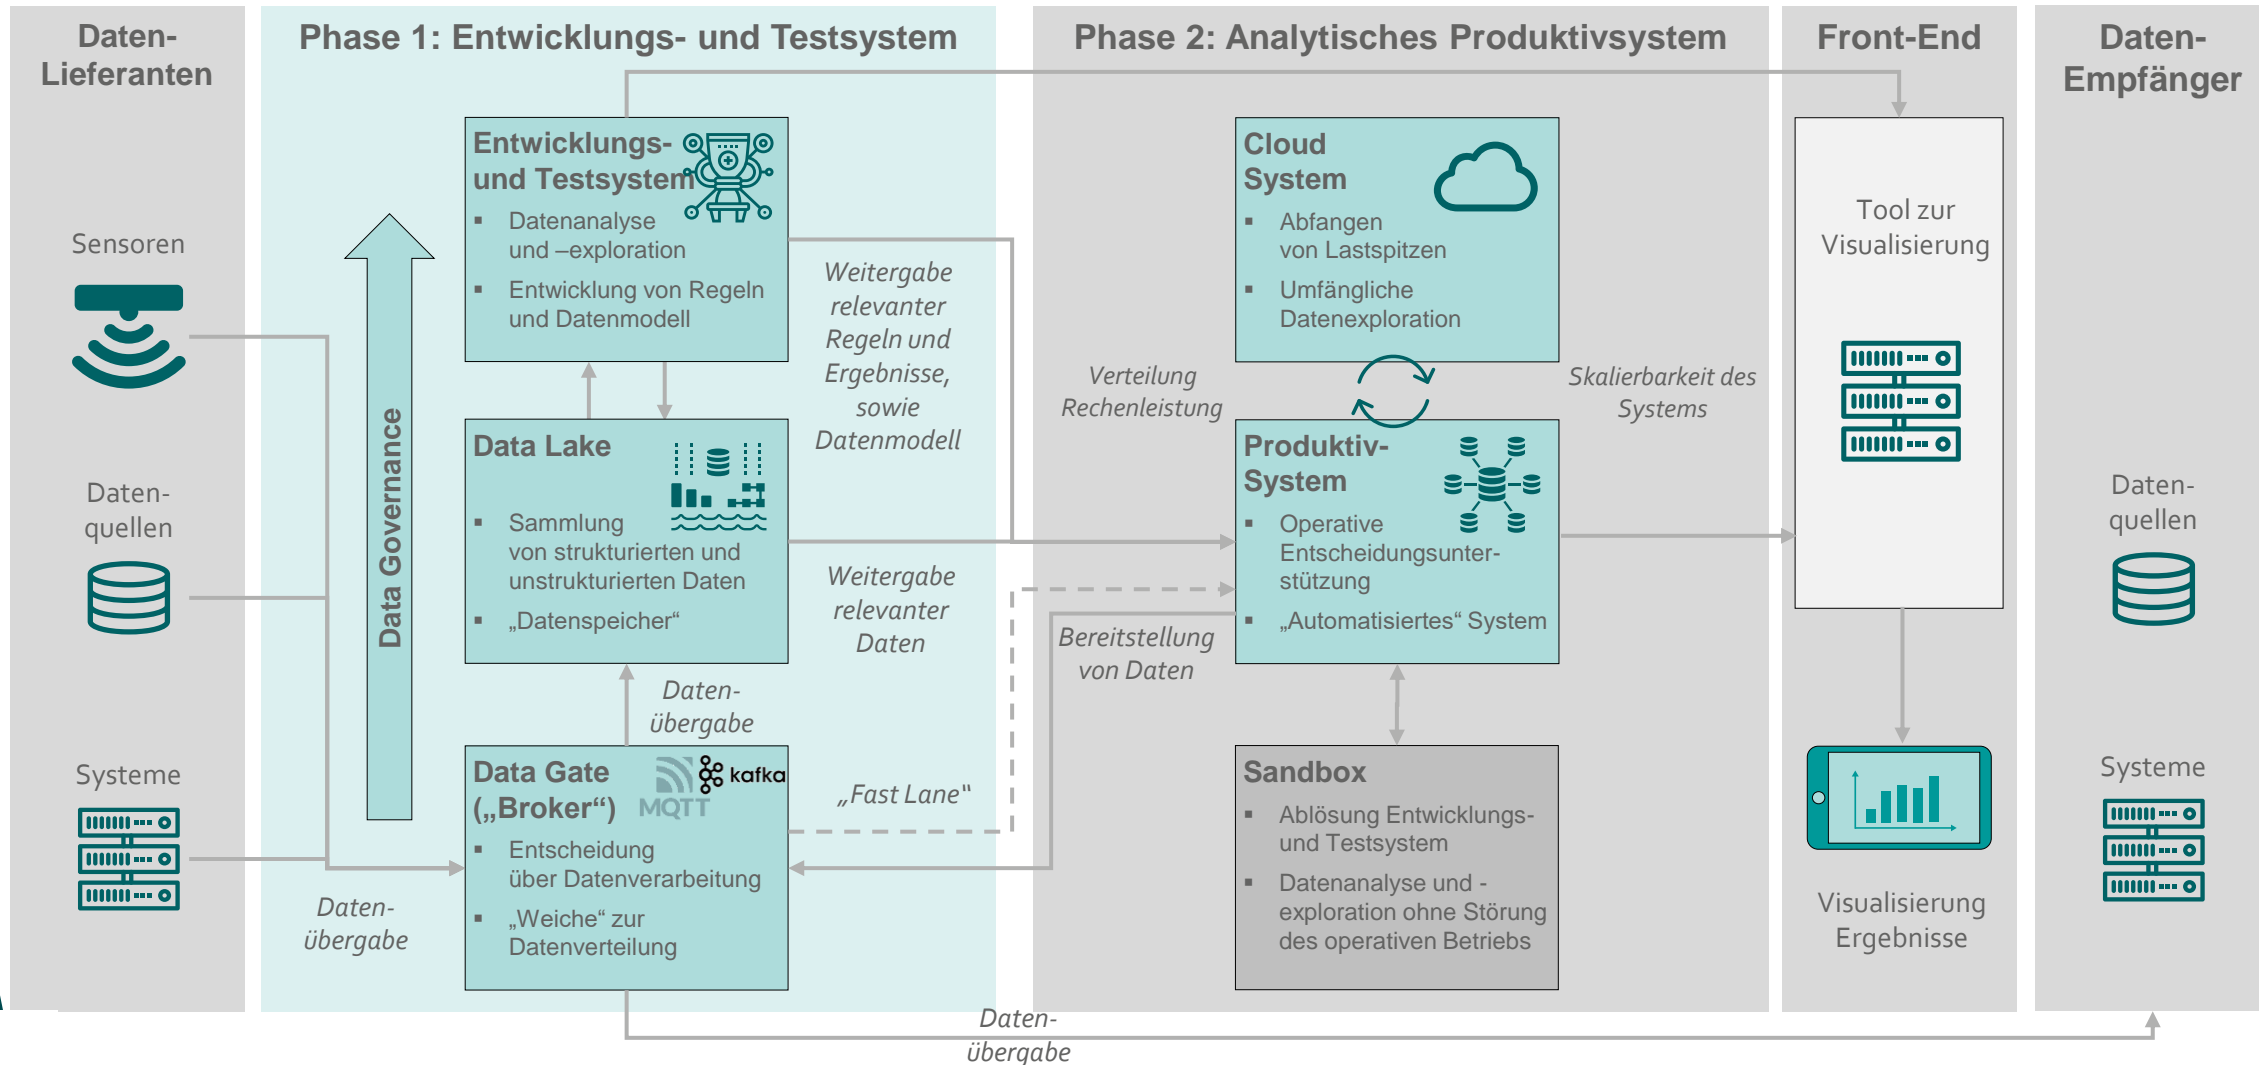 Daten-
Lieferanten
Sensoren
Daten-
quellen
Systeme
Phase 1: Entwicklungs- und Testsystem
Data Governance
Entwicklungs-
und Testsystem
▪ Datenanalyse
und –exploration
▪ Entwicklung von Regeln
und Datenmodell
Weitergabe
relevanter
Regeln und
Ergebnisse,
sowie
Datenmodell
Data Lake
▪ Sammlung
von strukturierten und
unstrukturierten Daten
▪ „Datenspeicher“
Weitergabe
relevanter
Daten
Daten-
übergabe
Data Gate
(„Broker“)
MQTT
kafka
▪ Entscheidung
über Datenverarbeitung
▪ „Weiche“ zur
Datenverteilung
„Fast Lane“
Daten-
übergabe
Phase 2: Analytisches Produktivsystem
Cloud
System
▪ Abfangen
von Lastspitzen
▪ Umfängliche
Datenexploration
Verteilung
Rechenleistung
Skalierbarkeit des
Systems
Produktiv-
System
▪ Operative
Entscheidungsunter-
stützung
▪ „Automatisiertes“ System
Bereitstellung
von Daten
Sandbox
▪ Ablösung Entwicklungs-
und Testsystem
▪ Datenanalyse und -
exploration ohne Störung
des operativen Betriebs
Daten-
übergabe
Front-End
Tool zur
Visualisierung
Visualisierung
Ergebnisse
Daten-
Empfänger
Daten-
quellen
Systeme